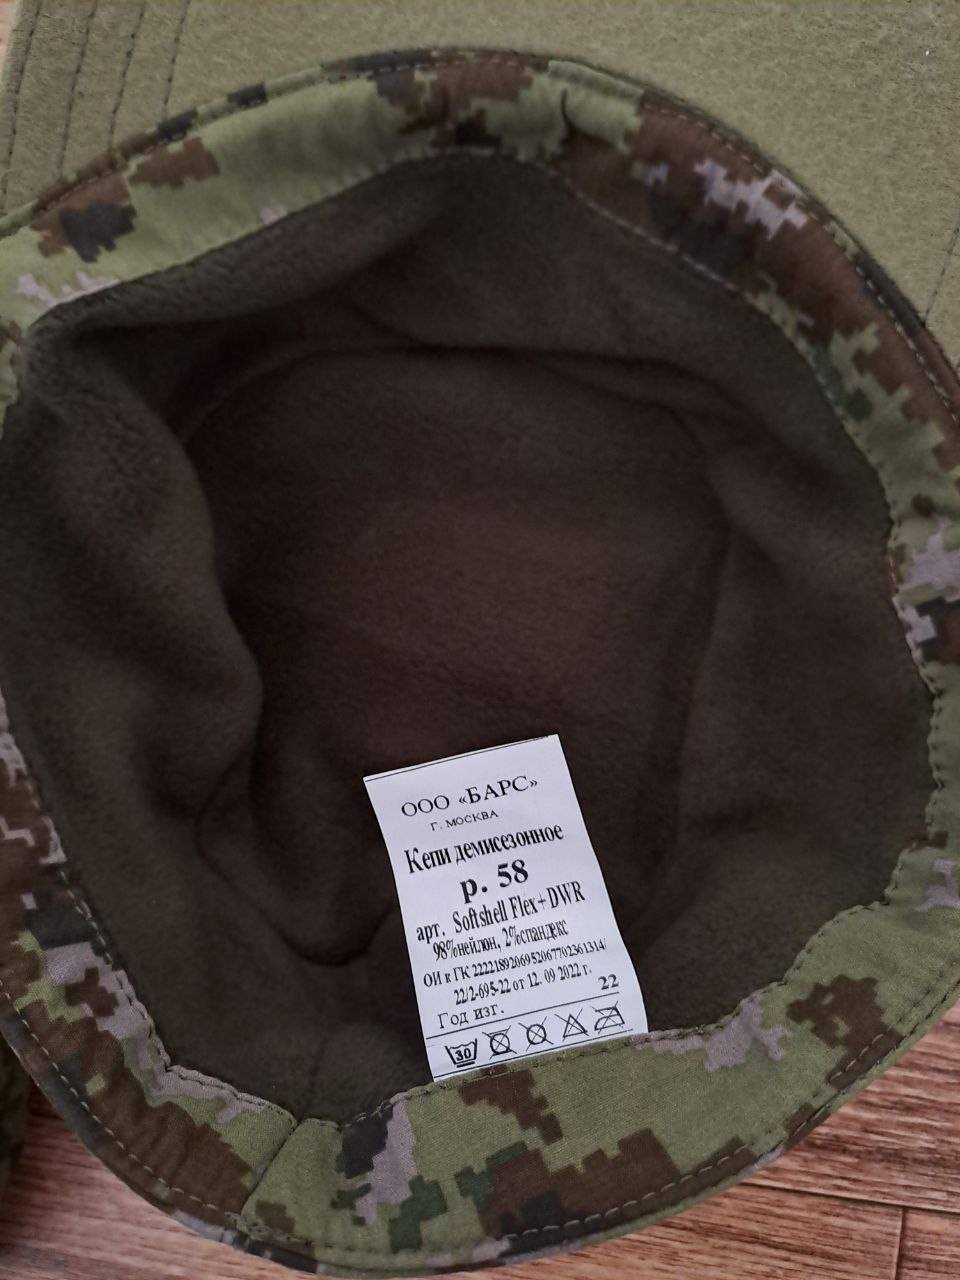 ООО «БАРС»
Г. МОСКВА
Кепи демисезонное
р. 58
арт. Softshell Flex+DWR
98%нейлон, 2%спандекс
ОИ к ГК 2222189206952067702361314/
22/2-695-22 от 12. 09 2022 г.
Год изг. 22
30